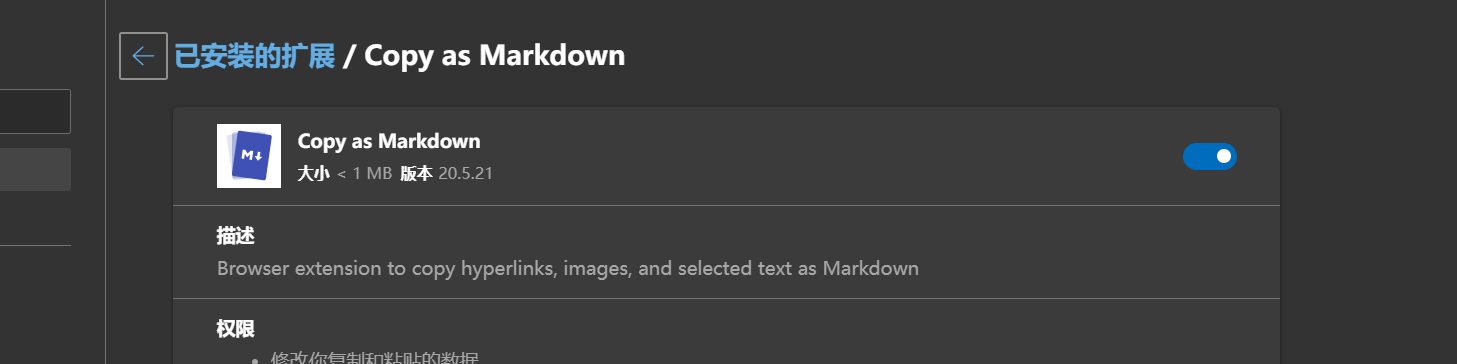 已安装的扩展 / Copy as Markdown
M↓
Copy as Markdown
大小 < 1 MB 版本 20.5.21
描述
Browser extension to copy hyperlinks, images, and selected text as Markdown
权限
• 修改你复制和粘贴的数据